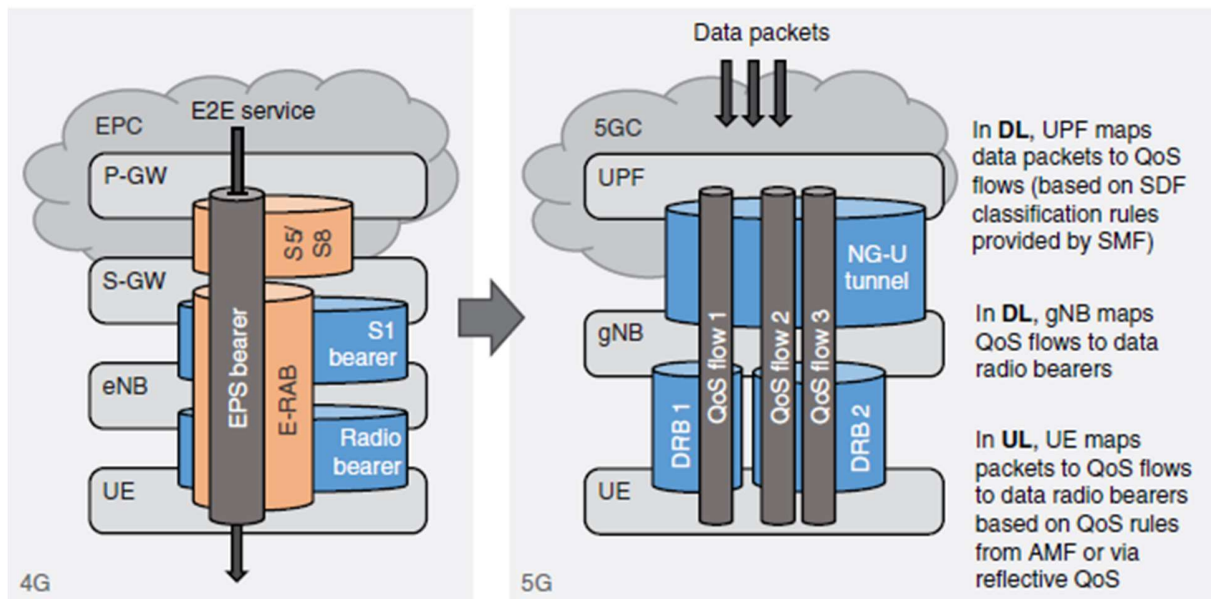 E2E service
EPC
P-GW
S5/
S8
S-GW
S1
bearer
eNB
EPS bearer
E-RAB
Radio
bearer
UE
4G
Data packets
5GC
UPF
NG-U
tunnel
gNB
QoS flow 1
QoS flow 2
QoS flow 3
DRB 1
DRB 2
UE
5G
In DL, UPF maps
data packets to QoS
flows (based on SDF
classification rules
provided by SMF)
In DL, gNB maps
QoS flows to data
radio bearers
In UL, UE maps
packets to QoS flows
to data radio bearers
based on QoS rules
from AMF or via
reflective QoS